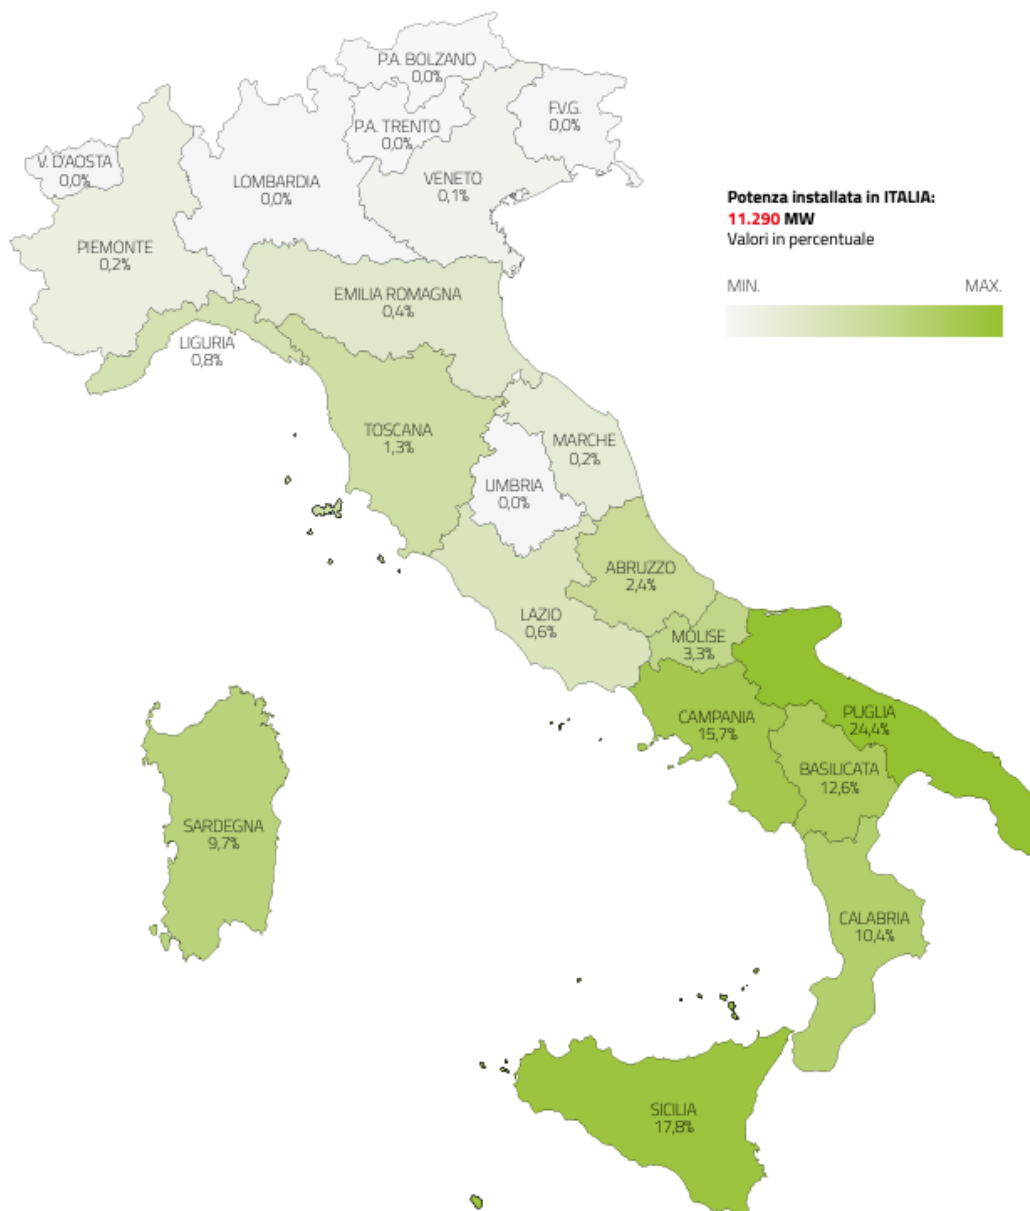 P.A. BOLZANO
0,0%
F.V.G.
0,0%
P.A. TRENTO
0,0%
V. D'AOSTA
0,0%
LOMBARDIA
0,0%
VENETO
0,1%
Potenza installata in ITALIA:
11.290 MW
Valori in percentuale
MIN. MAX.
PIEMONTE
0,2%
EMILIA ROMAGNA
0,4%
LIGURIA
0,8%
TOSCANA
1,3%
MARCHE
0,2%
UMBRIA
0,0%
ABRUZZO
2,4%
LAZIO
0,6%
MOLISE
3,3%
CAMPANIA
15,7%
PUGLIA
24,4%
BASILICATA
12,6%
SARDEGNA
9,7%
CALABRIA
10,4%
SICILIA
17,8%